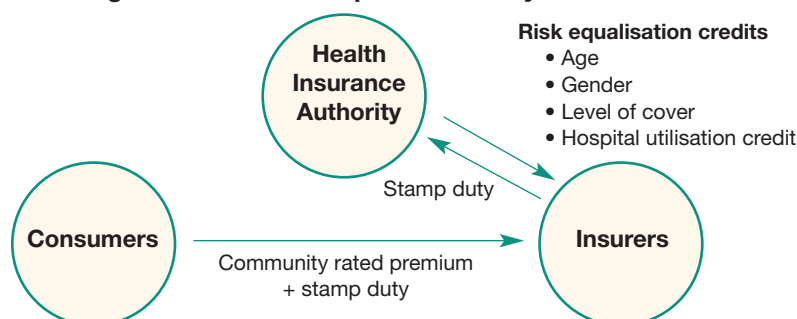 Risk equalisation credits
• Age
• Gender
• Level of cover
• Hospital utilisation credit
Health
Insurance
Authority
Stamp duty
Consumers
Insurers
Community rated premium
+ stamp duty